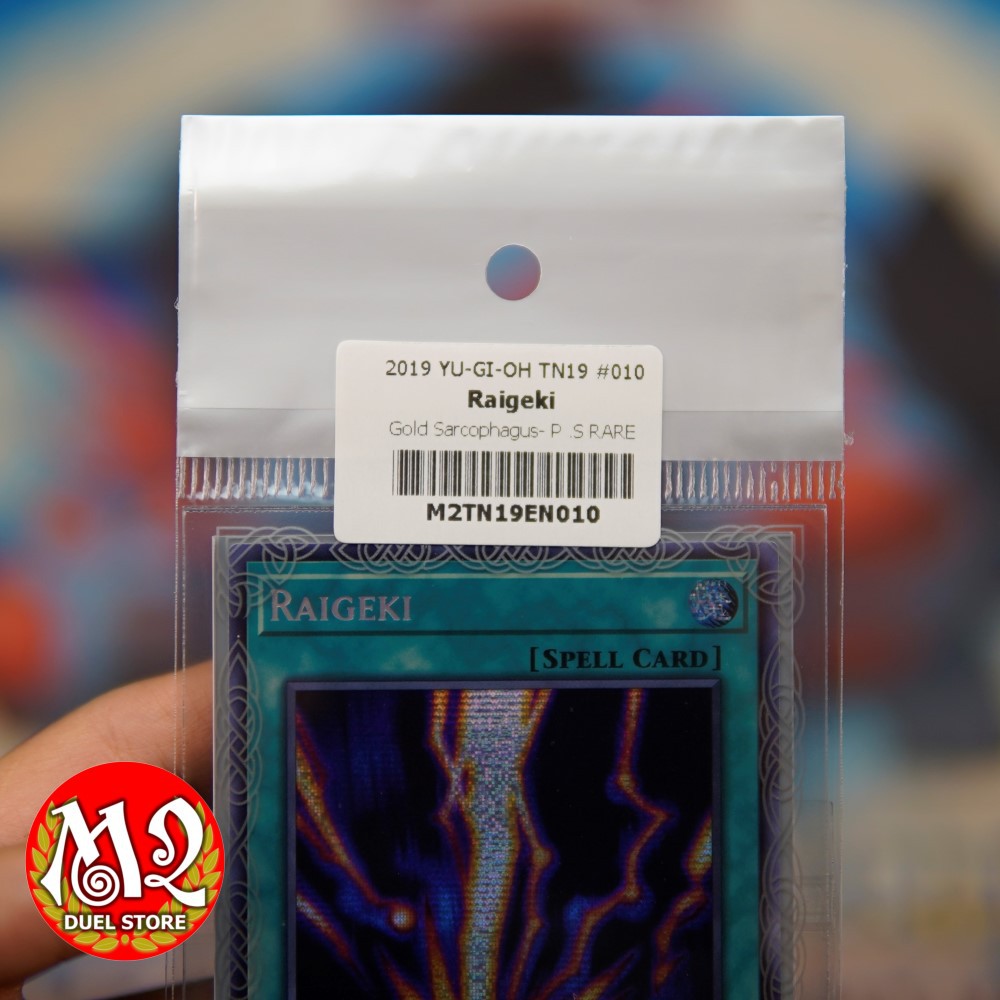 2019 YU-GI-OH TN19 #010
Raigeki
Gold Sarcophagus- P .S RARE
M2TN19EN010
RAIGEKI
[SPELL CARD]
M2
DUEL STORE